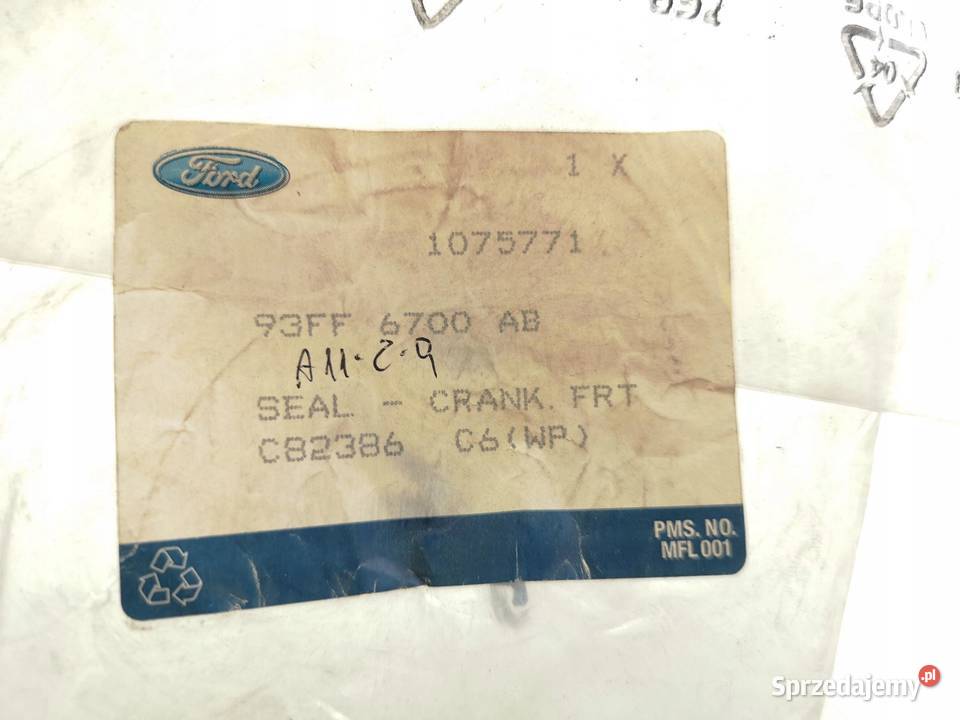 Ford
1 X
1075771
93FF 6700 AB
A11-2-9
SEAL - CRANK. FRT
C82386 C6(WP)
PMS. NO.
MFL 001
04
Sprzedajemy.pl